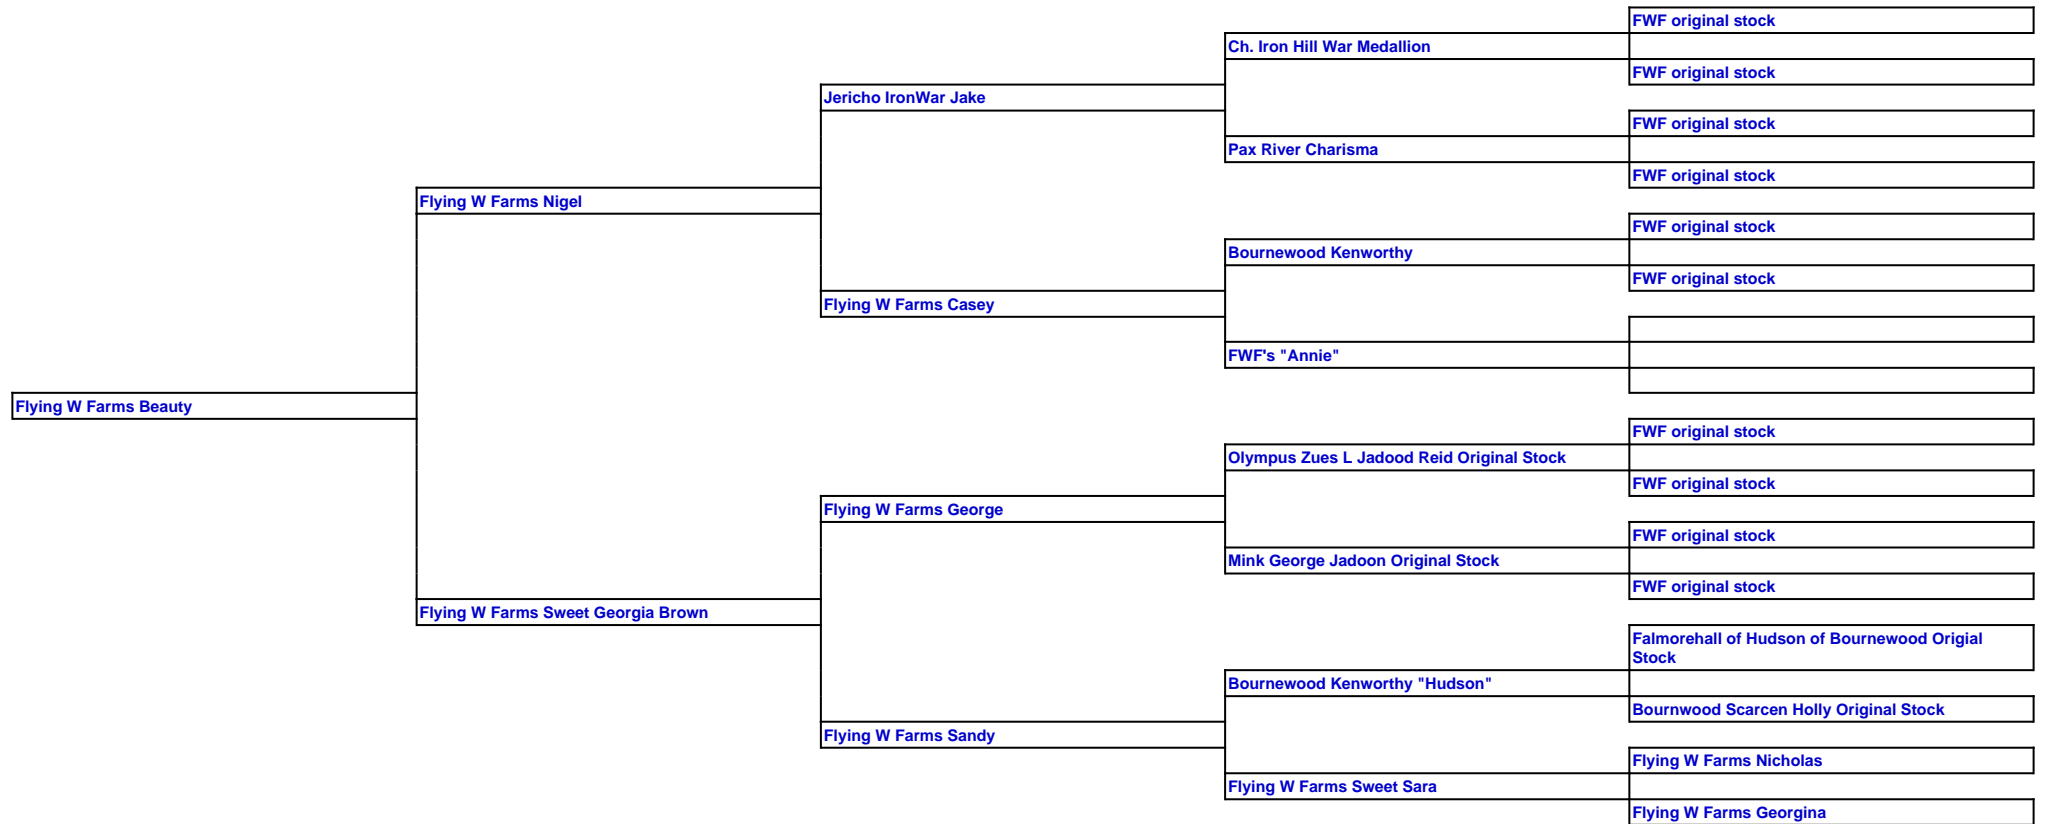 FWF original stock
Ch. Iron Hill War Medallion
FWF original stock
Jericho IronWar Jake
FWF original stock
Pax River Charisma
FWF original stock
Flying W Farms Nigel
FWF original stock
Bournewood Kenworthy
FWF original stock
Flying W Farms Casey
FWF's "Annie"
Flying W Farms Beauty
FWF original stock
Olympus Zues L Jadood Reid Original Stock
FWF original stock
Flying W Farms George
FWF original stock
Mink George Jadoon Original Stock
FWF original stock
Flying W Farms Sweet Georgia Brown
Falmorehall of Hudson of Bournewood Origial
Stock
Bournewood Kenworthy "Hudson"
Bournwood Scarcen Holly Original Stock
Flying W Farms Sandy
Flying W Farms Nicholas
Flying W Farms Sweet Sara
Flying W Farms Georgina